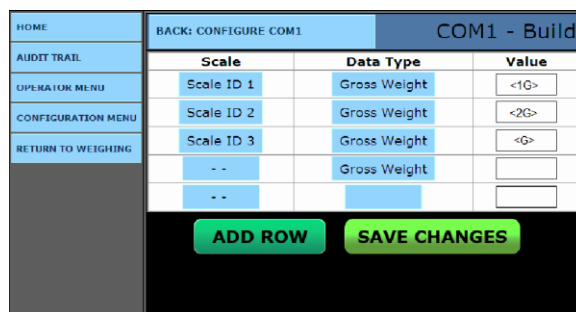 HOME
BACK: CONFIGURE COM1
COM1 - Build
AUDIT TRAIL
Scale Data Type Value
OPERATOR MENU
Scale ID 1 Gross Weight <1G>
CONFIGURATION MENU
Scale ID 2 Gross Weight <2G>
RETURN TO WEIGHING
Scale ID 3 Gross Weight <G>
- - Gross Weight
- -
ADD ROW SAVE CHANGES